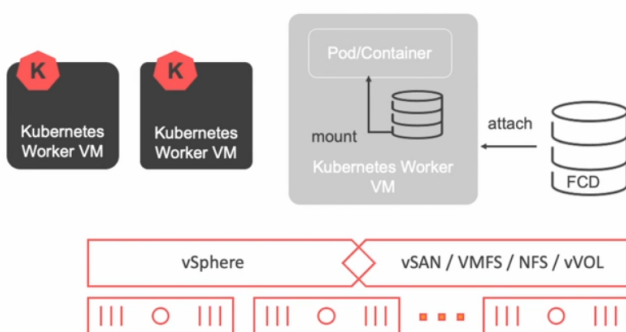 K
Kubernetes
Worker VM
K
Kubernetes
Worker VM
Pod/Container
mount
Kubernetes Worker
VM
attach
FCD
vSphere
vSAN / VMFS / NFS / vVOL